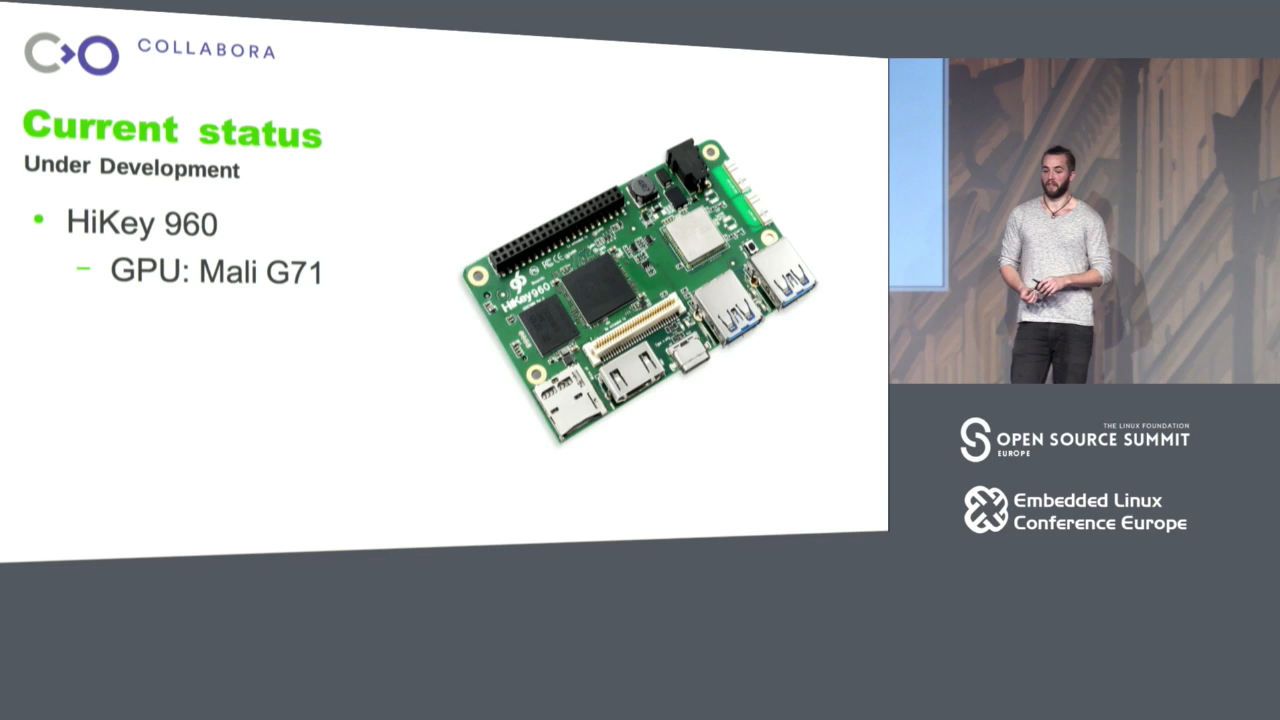 COLLABORA
Current status
Under Development
HiKey 960
GPU: Mali G71
HiKey960
THE LINUX FOUNDATION
OPEN SOURCE SUMMIT
EUROPE
Embedded Linux
Conference Europe